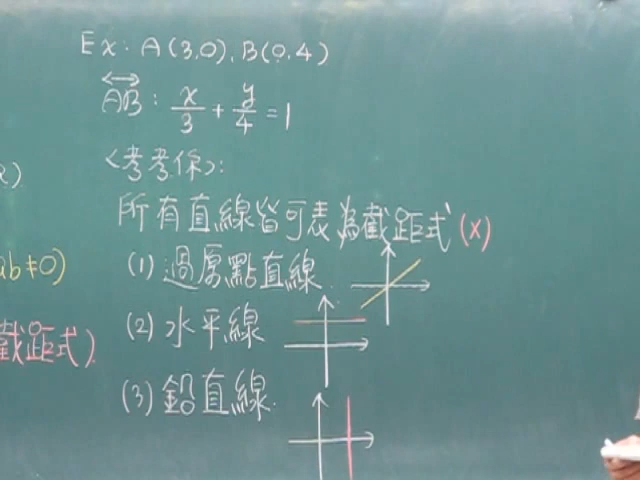 Ex: A(3,0), B(0,4)
AB: x/3 + y/4 = 1
<考考你>:
所有直線皆可表為截距式(x)
ab≠0)
(1) 過原點直線
(2) 水平線
截距式)
(3) 鉛直線